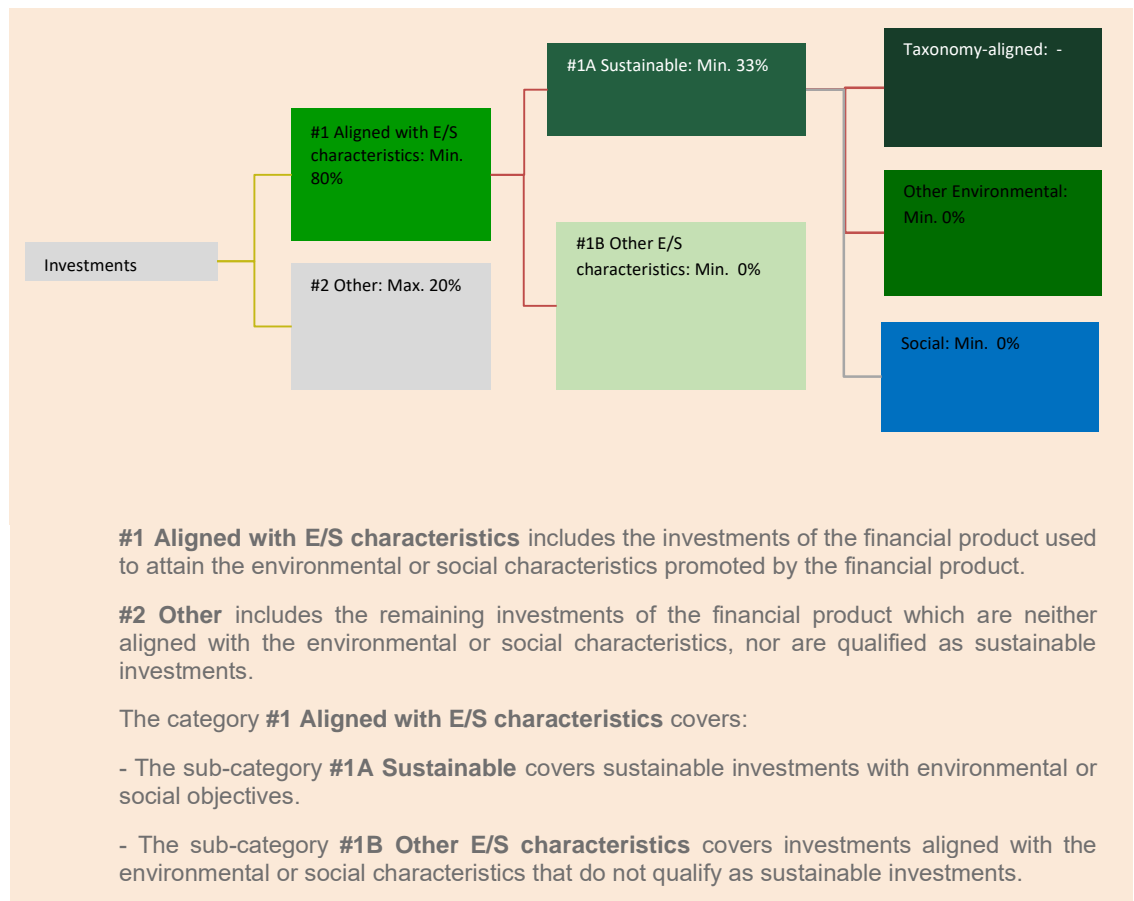 Investments
#1 Aligned with E/S
characteristics: Min.
80%
#2 Other: Max. 20%
#1A Sustainable: Min. 33%
#1B Other E/S
characteristics: Min.  0%
Taxonomy-aligned:  -
Other Environmental:
Min. 0%
Social: Min.  0%
#1 Aligned with E/S characteristics includes the investments of the financial product used
to attain the environmental or social characteristics promoted by the financial product.
#2 Other includes the remaining investments of the financial product which are neither
aligned with the environmental or social characteristics, nor are qualified as sustainable
investments.
The category #1 Aligned with E/S characteristics covers:
- The sub-category #1A Sustainable covers sustainable investments with environmental or
social objectives.
- The sub-category #1B Other E/S characteristics covers investments aligned with the
environmental or social characteristics that do not qualify as sustainable investments.